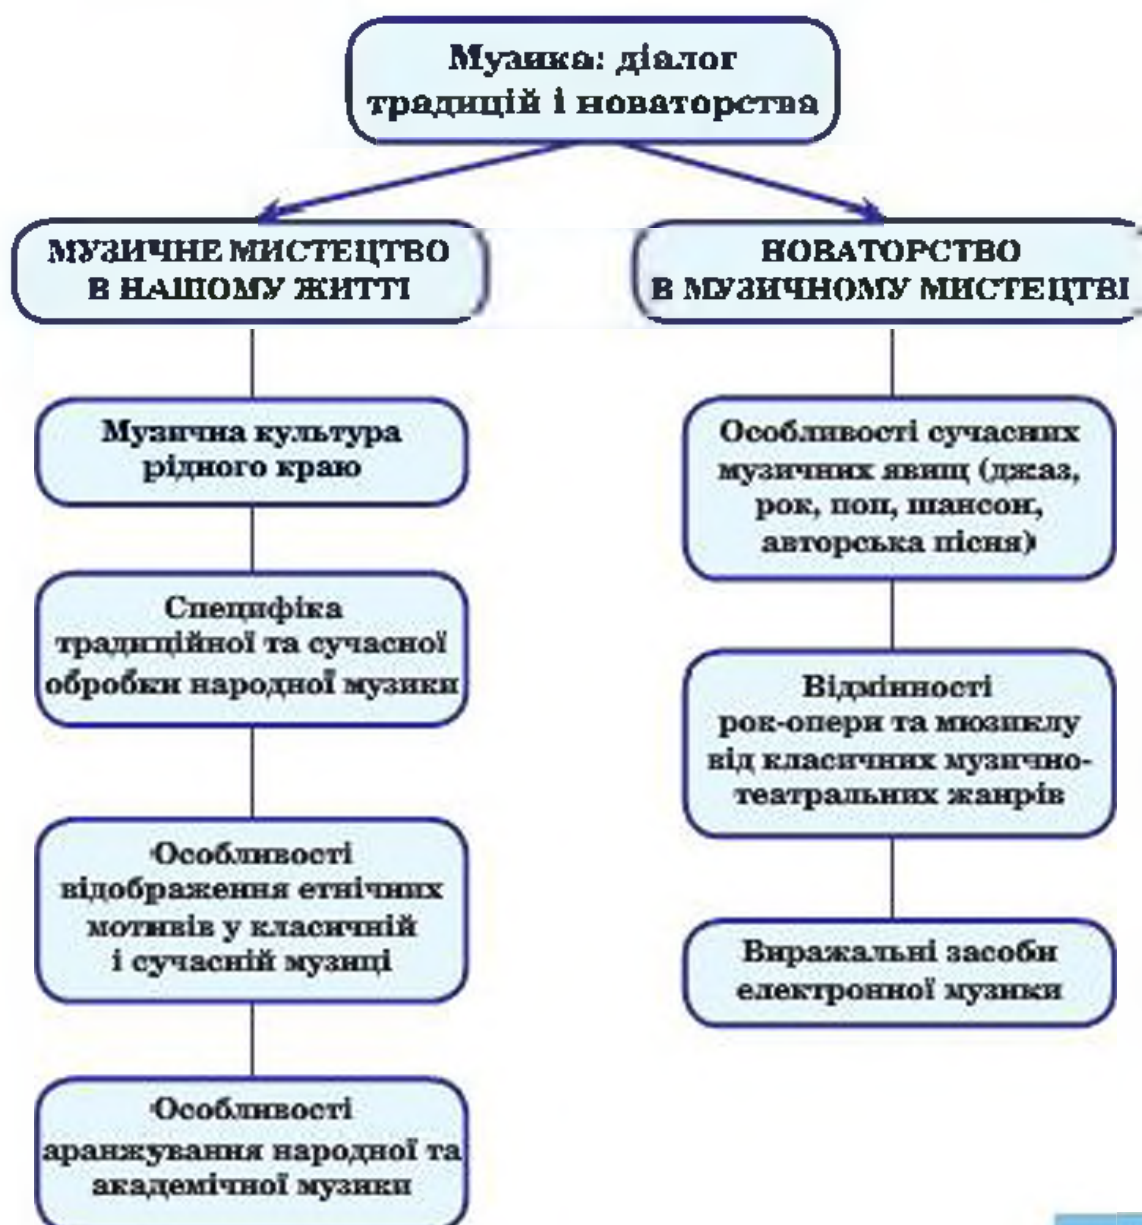 Музика: діалог
традицій і новаторства
МУЗИЧНЕ МИСТЕЦТВО
В НАШОМУ ЖИТТІ
Музична культура
рідного краю
Специфіка
традиційної та сучасної
обробки народної музики
Особливості
відображення етнічних
мотивів у класичній
і сучасній музиці
Особливості
аранжування народної та
академічної музики
НОВАТОРСТВО
В МУЗИЧНОМУ МИСТЕЦТВІ
Особливості сучасних
музичних явищ (джаз,
рок, поп, шансон,
авторська пісня)
Відмінності
рок-опери та мюзиклу
від класичних музично-
театральних жанрів
Виражальні засоби
електронної музики